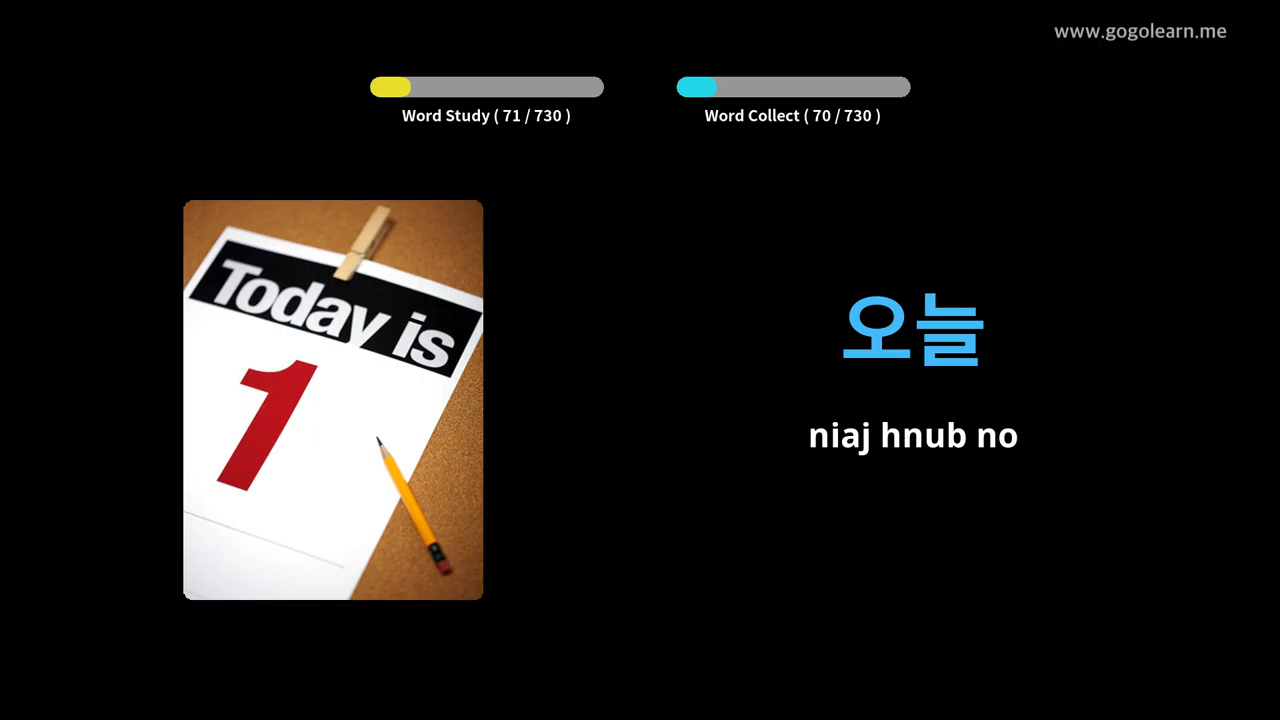 www.gogolearn.me
Word Study ( 71 / 730 )
Word Collect ( 70 / 730 )
Today is
1
오늘
niaj hnub no